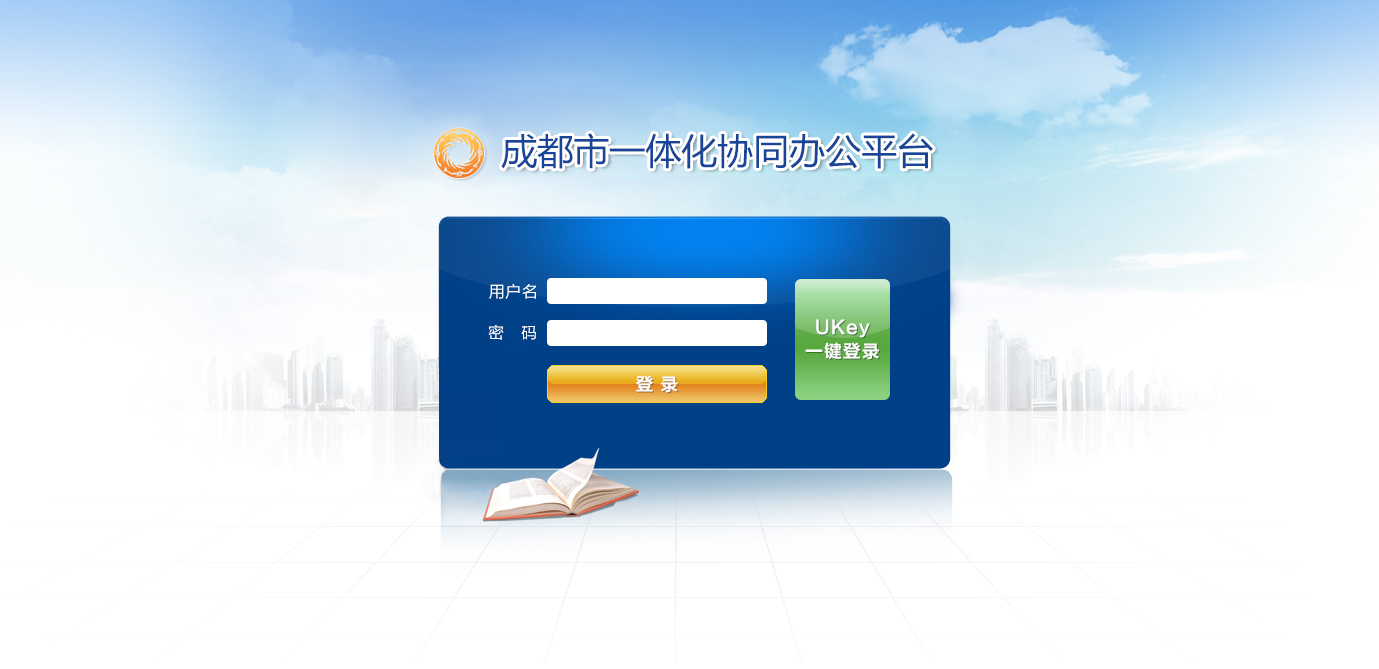 成都市一体化协同办公平台
用户名
密 码
登 录
UKey
一键登录